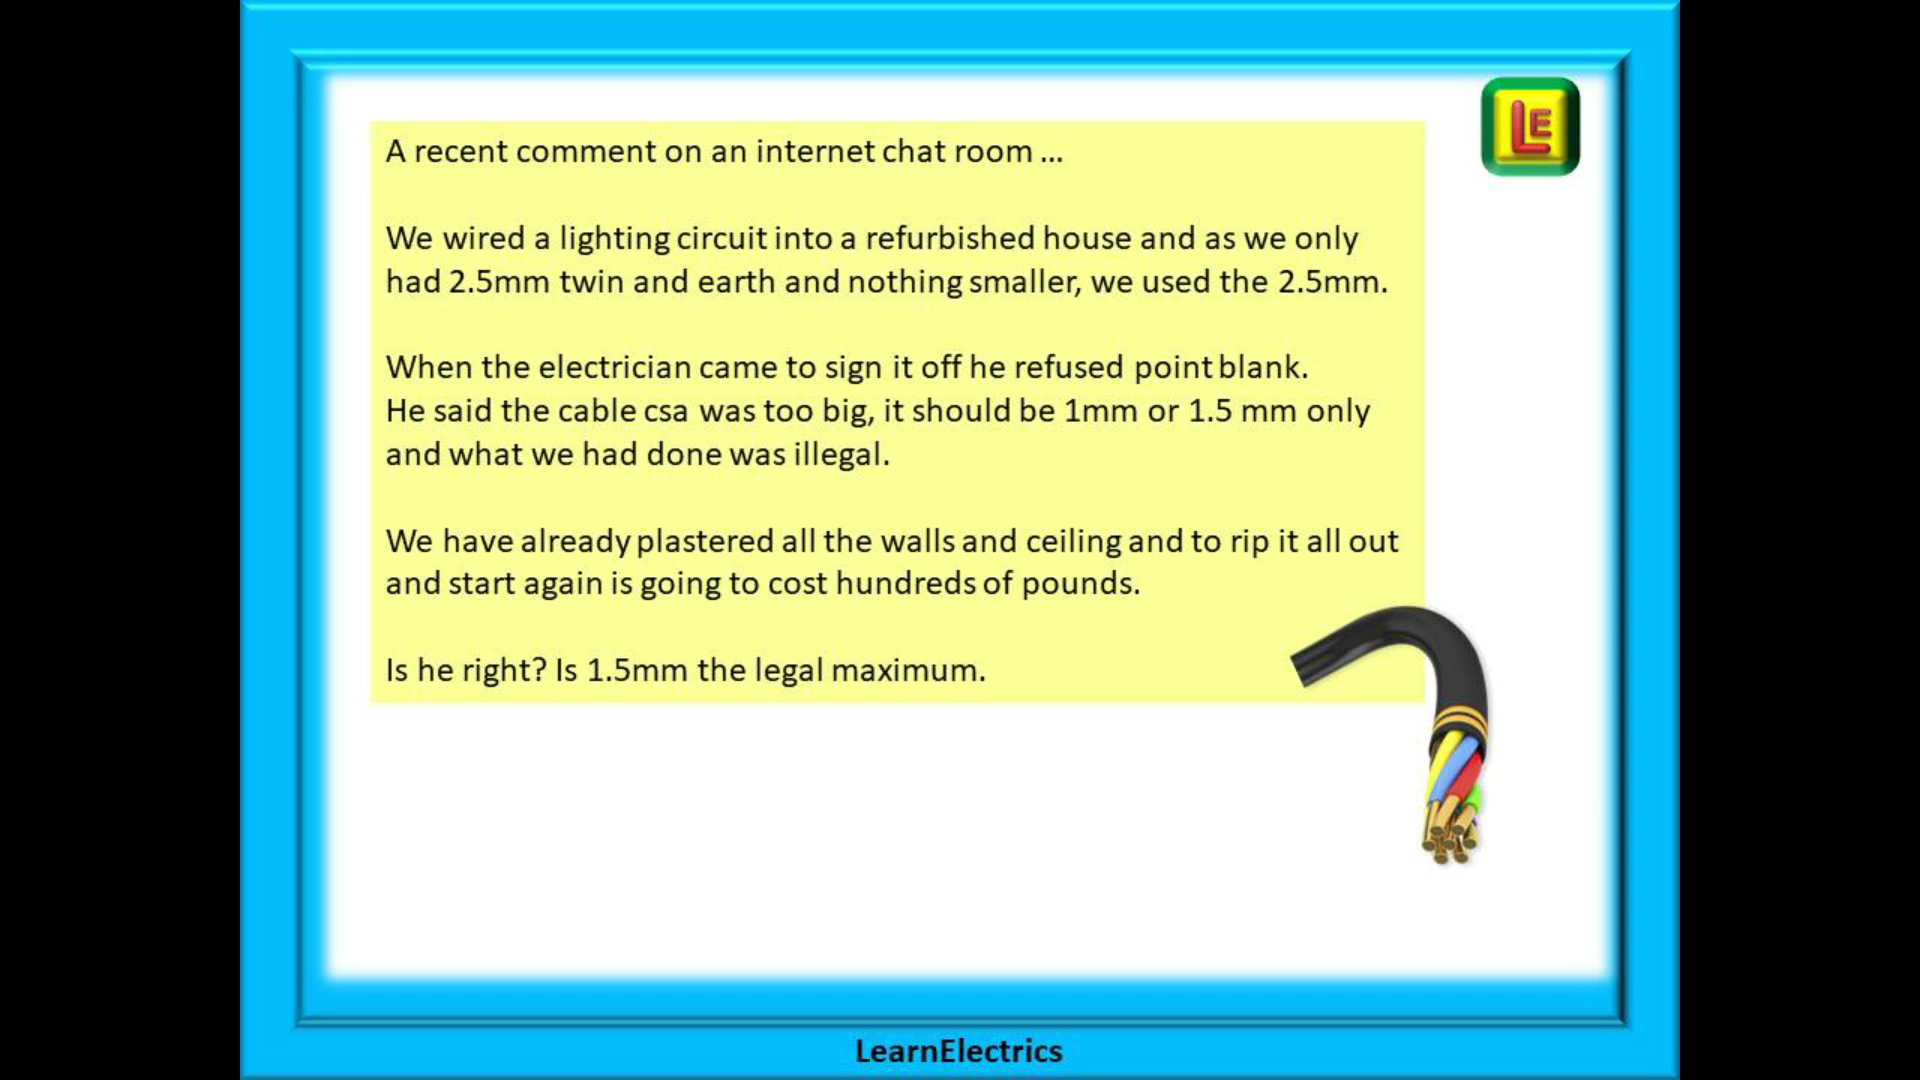 LE
A recent comment on an internet chat room ...
We wired a lighting circuit into a refurbished house and as we only
had 2.5mm twin and earth and nothing smaller, we used the 2.5mm.
When the electrician came to sign it off he refused point blank.
He said the cable csa was too big, it should be 1mm or 1.5 mm only
and what we had done was illegal.
We have already plastered all the walls and ceiling and to rip it all out
and start again is going to cost hundreds of pounds.
Is he right? Is 1.5mm the legal maximum.
LearnElectrics